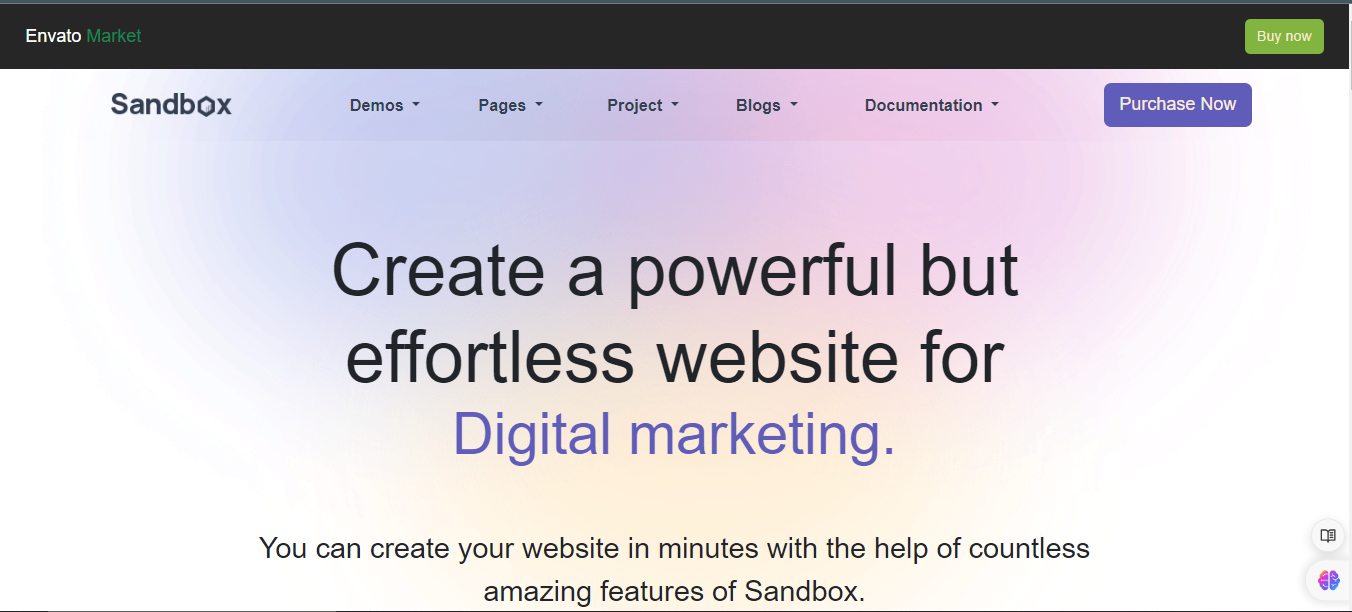 Envato Market
Buy now
Sandbox
Demos
Pages
Project
Blogs
Documentation
Purchase Now
Create a powerful but
effortless website for
Digital marketing.
You can create your website in minutes with the help of countless
amazing features of Sandbox.